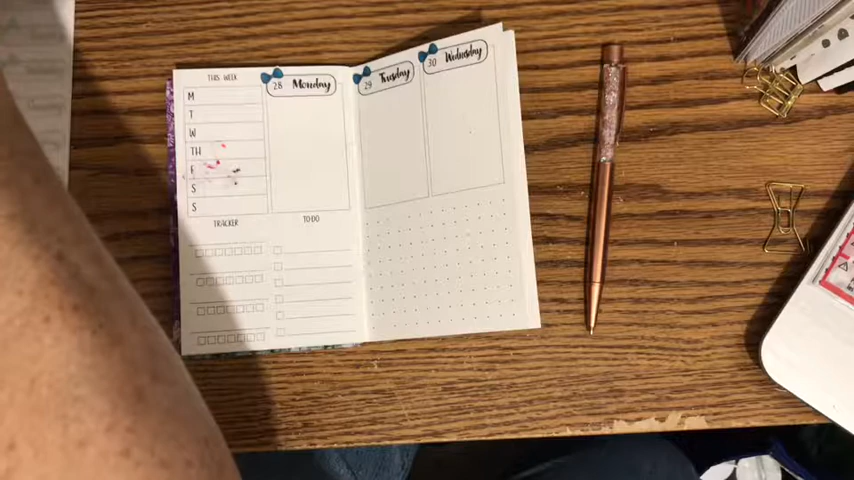 THIS WEEK
M
T
W
TH
F
S
S
TRACKER
TO DO
28 Monday
29 Tuesday
30 Wednesday